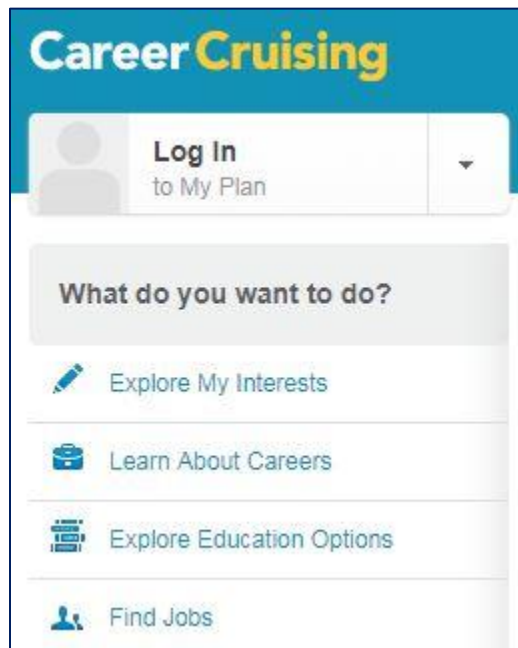 Career Cruising
Log In
to My Plan
What do you want to do?
Explore My Interests
Learn About Careers
Explore Education Options
Find Jobs